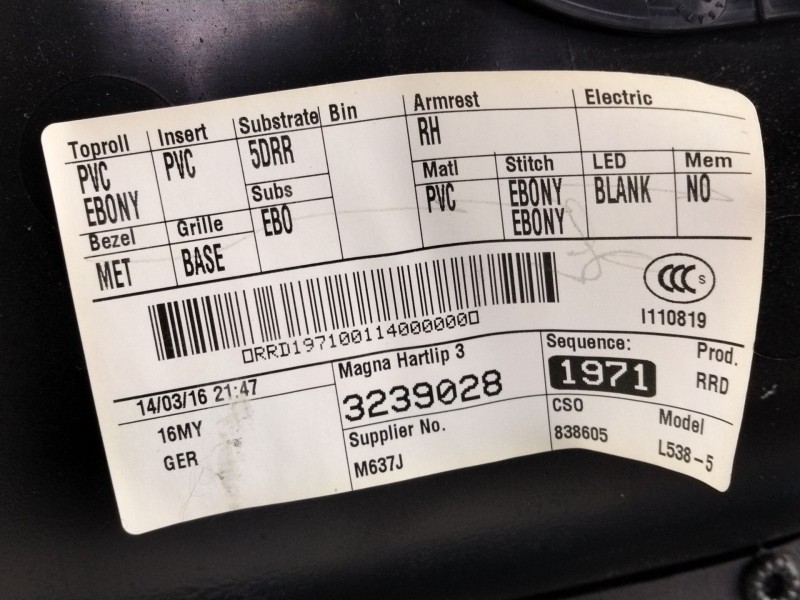 Toproll Insert Substrate Bin Armrest Electric
PVC PVC 5DRR RH
EBONY Subs Matl Stitch LED Mem
Bezel Grille EBO PVC EBONY BLANK NO
MET BASE EBONY
CCC S
I110819
RRD1971001140000000
14/03/16 21:47 Magna Hartlip 3 Sequence: Prod.
16MY 3239028 1971 RRD
GER Supplier No. CSO Model
M637J 838605 L538-5